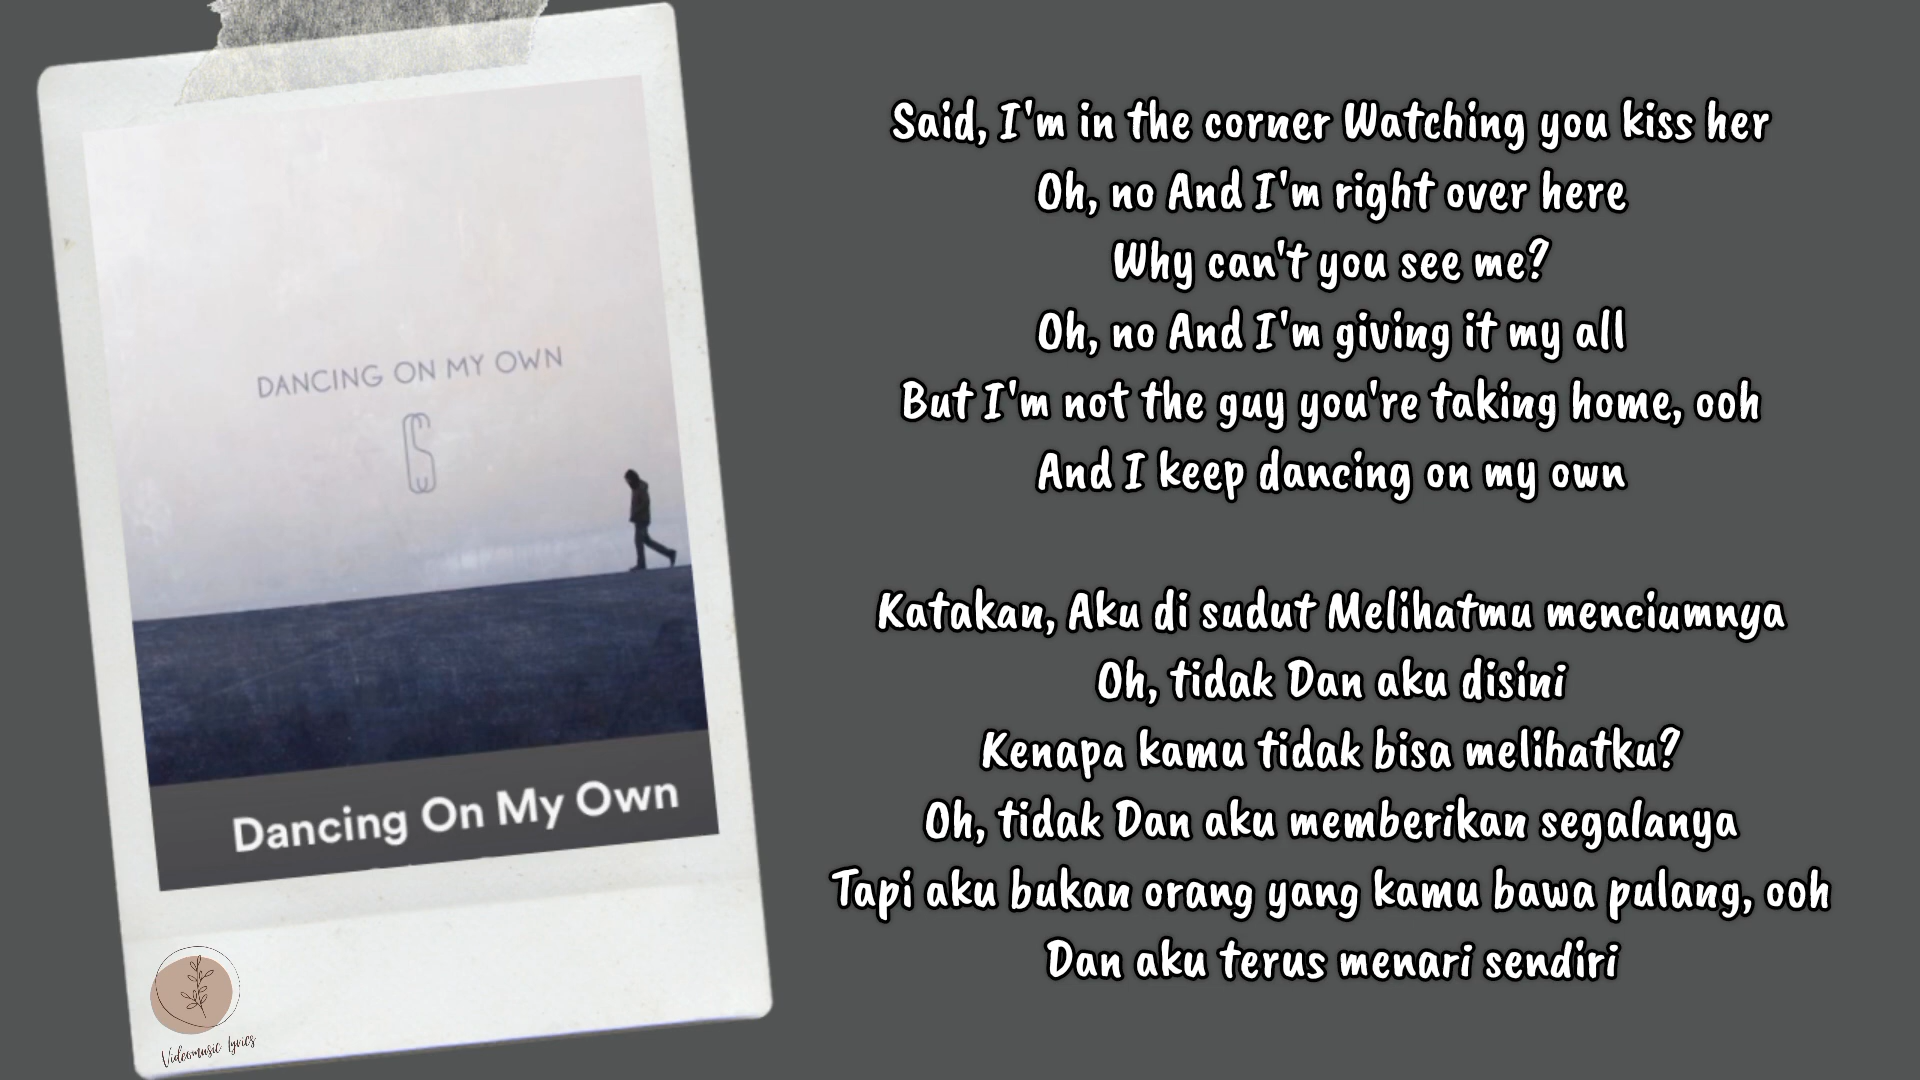 DANCING ON MY OWN
Dancing On My Own
Videomusic lyrics
Said, I'm in the corner Watching you kiss her
Oh, no And I'm right over here
Why can't you see me?
Oh, no And I'm giving it my all
But I'm not the guy you're taking home, ooh
And I keep dancing on my own
Katakan, Aku di sudut Melihatmu menciumnya
Oh, tidak Dan aku disini
Kenapa kamu tidak bisa melihatku?
Oh, tidak Dan aku memberikan segalanya
Tapi aku bukan orang yang kamu bawa pulang, ooh
Dan aku terus menari sendiri